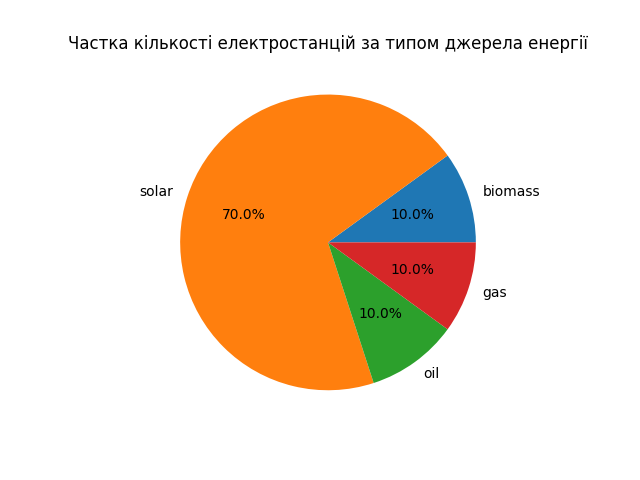 Частка кількості електростанцій за типом джерела енергії
solar
biomass
70.0%
10.0%
10.0%
gas
10.0%
oil